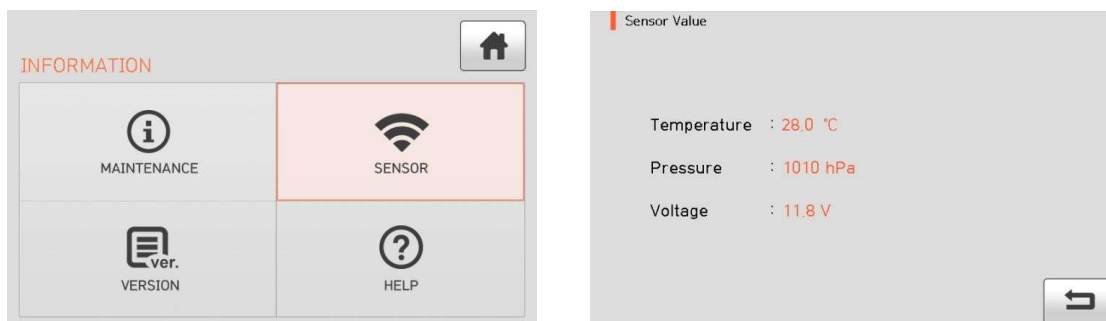 INFORMATION
MAINTENANCE
SENSOR
ver.
VERSION
HELP
Sensor Value
Temperature : 28.0 ℃
Pressure : 1010 hPa
Voltage : 11.8 V